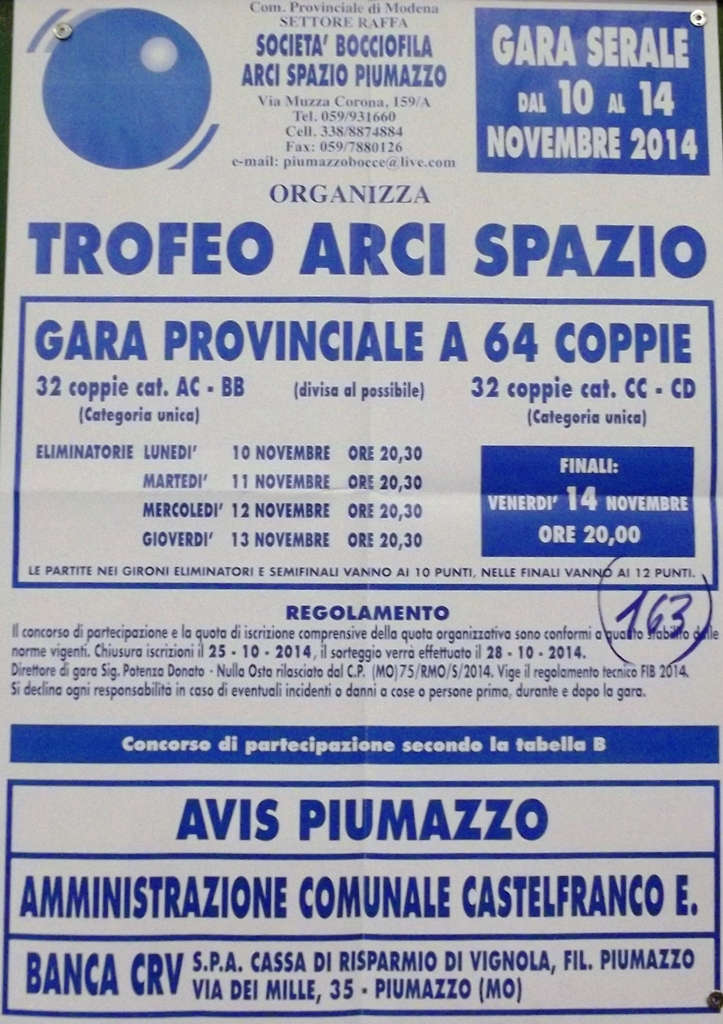 Com. Provinciale di Modena
SETTORE RAFFA
SOCIETA' BOCCIOFILA
ARCI SPAZIO PIUMAZZO
Via Muzza Corona, 159/A
Tel. 059/931660
Cell. 338/8874884
Fax: 059/7880126
e-mail: piumazzobocce@live.com
GARA SERALE
DAL 10 AL 14
NOVEMBRE 2014
ORGANIZZA
TROFEO ARCI SPAZIO
GARA PROVINCIALE A 64 COPPIE
32 coppie cat. AC - BB (divisa al possibile) 32 coppie cat. CC - CD
(Categoria unica) (Categoria unica)
ELIMINATORIE LUNEDI' 10 NOVEMBRE ORE 20,30
MARTEDI' 11 NOVEMBRE ORE 20,30
MERCOLEDI' 12 NOVEMBRE ORE 20,30
GIOVERDI' 13 NOVEMBRE ORE 20,30
FINALI:
VENERDI' 14 NOVEMBRE
ORE 20,00
LE PARTITE NEI GIRONI ELIMINATORI E SEMIFINALI VANNO AI 10 PUNTI, NELLE FINALI VANNO AI 12 PUNTI.
163
REGOLAMENTO
Il concorso di partecipazione e la quota di iscrizione comprensive della quota organizzativa sono conformi a quanto stabilito dalle
norme vigenti. Chiusura iscrizioni il 25 - 10 - 2014, il sorteggio verrà effettuato il 28 - 10 - 2014.
Direttore di gara Sig. Potenza Donato - Nulla Osta rilasciato dal C.P. (MO)75/RMO/S/2014. Vige il regolamento tecnico FIB 2014.
Si declina ogni responsabilità in caso di eventuali incidenti o danni a cose o persone prima, durante e dopo la gara.
Concorso di partecipazione secondo la tabella B
AVIS PIUMAZZO
AMMINISTRAZIONE COMUNALE CASTELFRANCO E.
BANCA CRV S.P.A. CASSA DI RISPARMIO DI VIGNOLA, FIL. PIUMAZZO
VIA DEI MILLE, 35 - PIUMAZZO (MO)